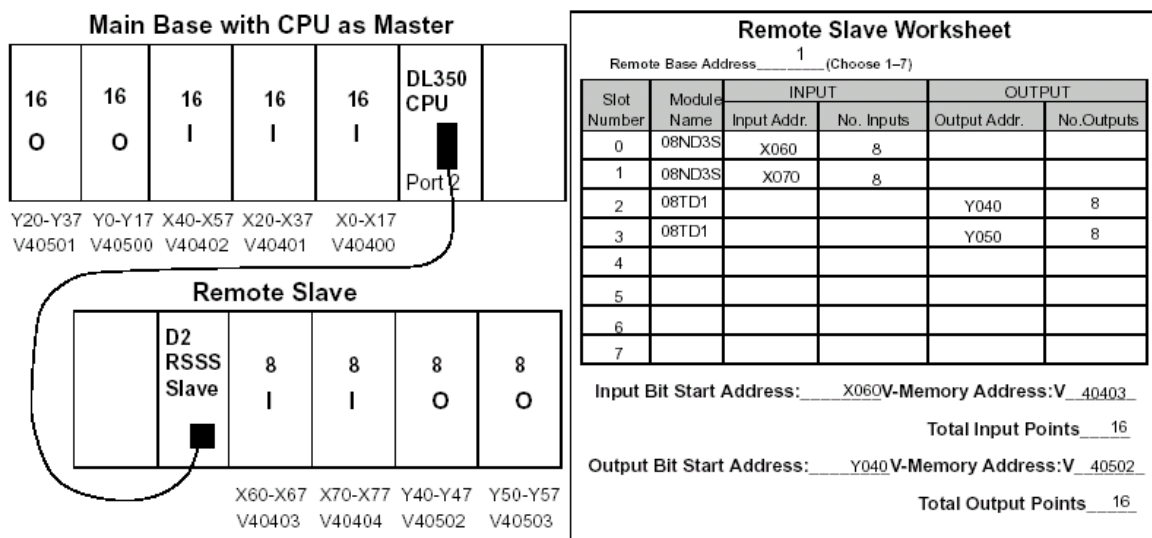 Main Base with CPU as Master
16 16 16 16 16 DL350 CPU
O O I I I
Port 2
Y20-Y37 Y0-Y17 X40-X57 X20-X37 X0-X17
V40501 V40500 V40402 V40401 V40400
Remote Slave
D2 RSSS Slave
8 8 8 8
I I O O
X60-X67 X70-X77 Y40-Y47 Y50-Y57
V40403 V40404 V40502 V40503
Remote Slave Worksheet
Remote Base Address 1 (Choose 1–7)
Slot Number Module Name INPUT OUTPUT
Input Addr. No. Inputs Output Addr. No.Outputs
0 08ND3S X060 8
1 08ND3S X070 8
2 08TD1 Y040 8
3 08TD1 Y050 8
4
5
6
7
Input Bit Start Address: X060 V-Memory Address:V 40403
Total Input Points 16
Output Bit Start Address: Y040 V-Memory Address:V 40502
Total Output Points 16